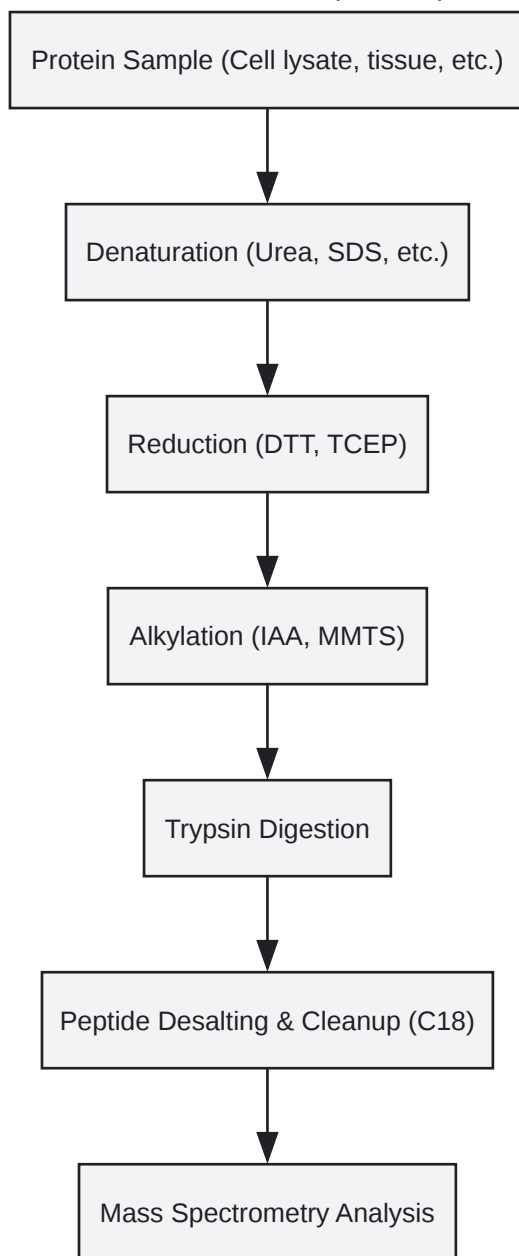 Protein Sample (Cell lysate, tissue, etc.)
Denaturation (Urea, SDS, etc.)
Reduction (DTT, TCEP)
Alkylation (IAA, MMTS)
Trypsin Digestion
Peptide Desalting & Cleanup (C18)
Mass Spectrometry Analysis